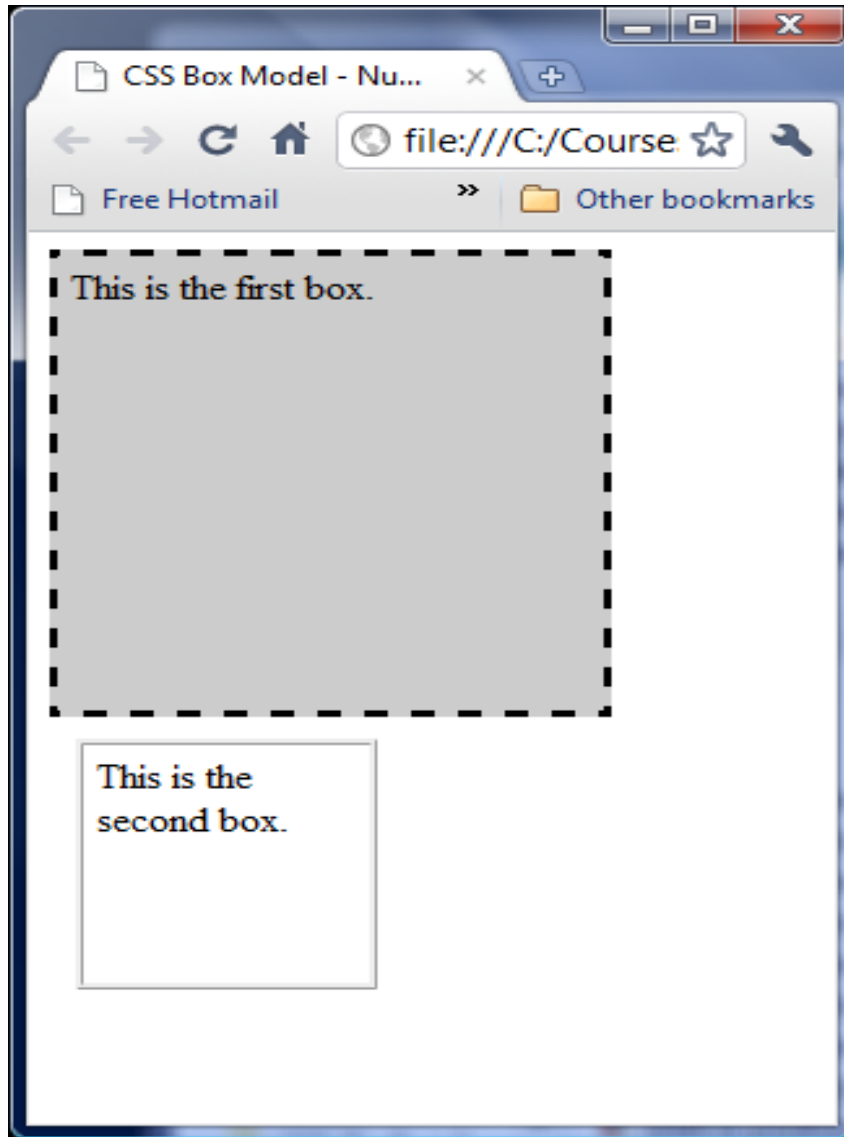 CSS Box Model - Nu...
file:///C:/Course
Free Hotmail » Other bookmarks
This is the first box.
This is the
second box.